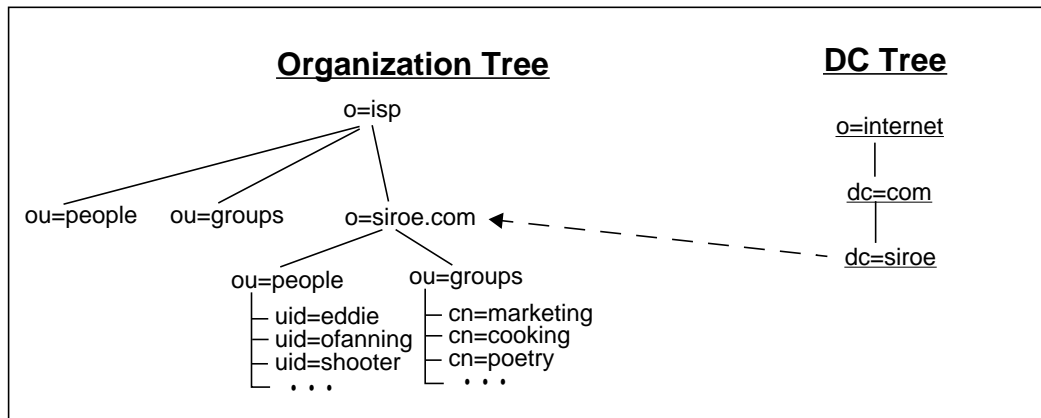 Organization Tree
DC Tree
o=isp
o=internet
ou=people
ou=groups
o=siroe.com
dc=com
dc=siroe
ou=people
ou=groups
uid=eddie
uid=ofanning
uid=shooter
. . .
cn=marketing
cn=cooking
cn=poetry
. . .